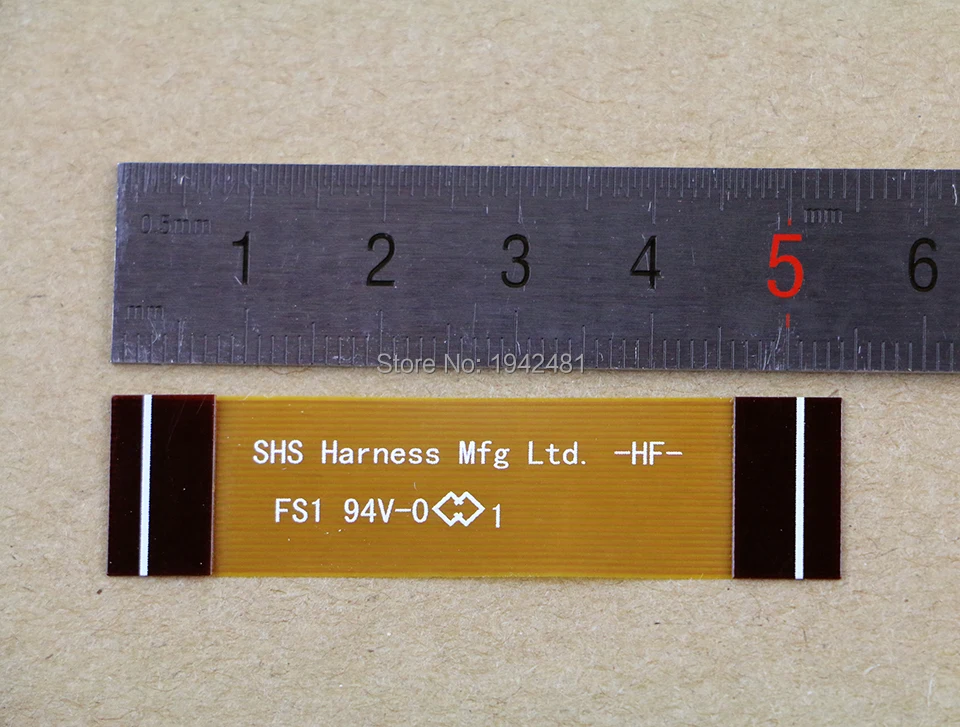 0.5mm
mm
1 2 3 4 5 6
mm
Store No: 1942481
SHS Harness Mfg Ltd. -HF-
FS1 94V-0 1